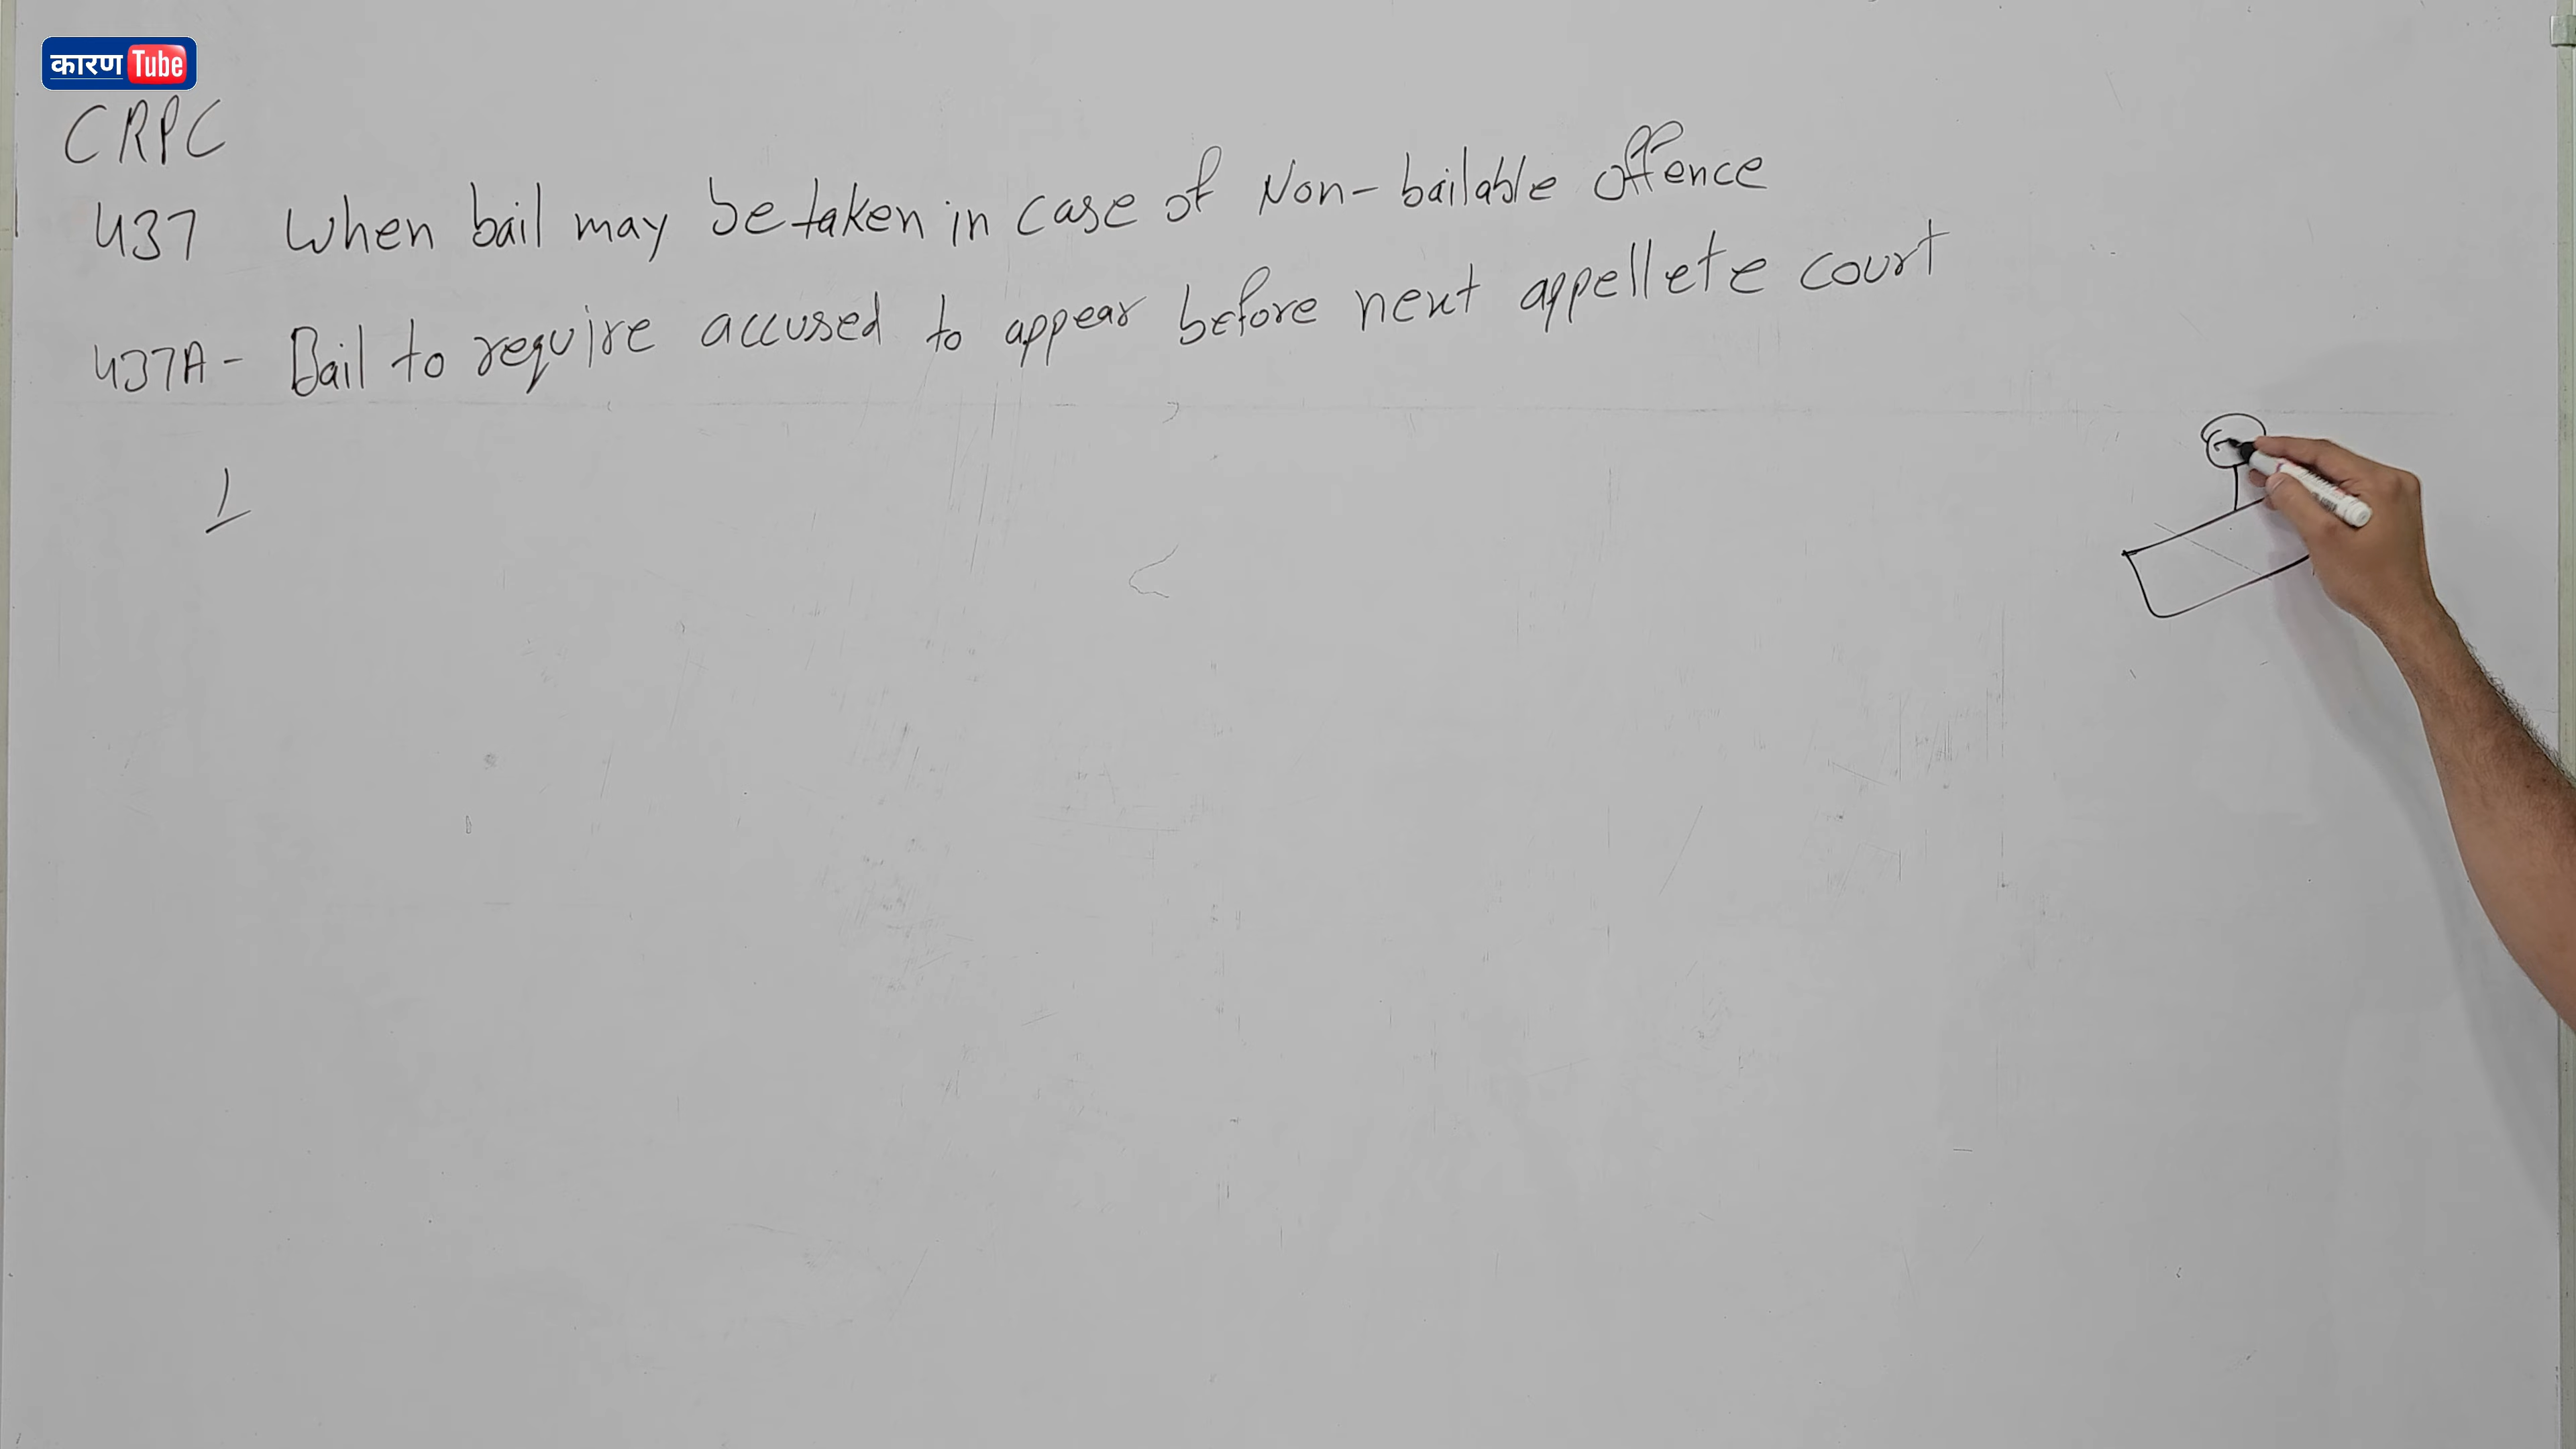 कारण Tube
CRPC
437 When bail may be taken in case of Non-bailable offence
437A - Bail to require accused to appear before next appellete court
1